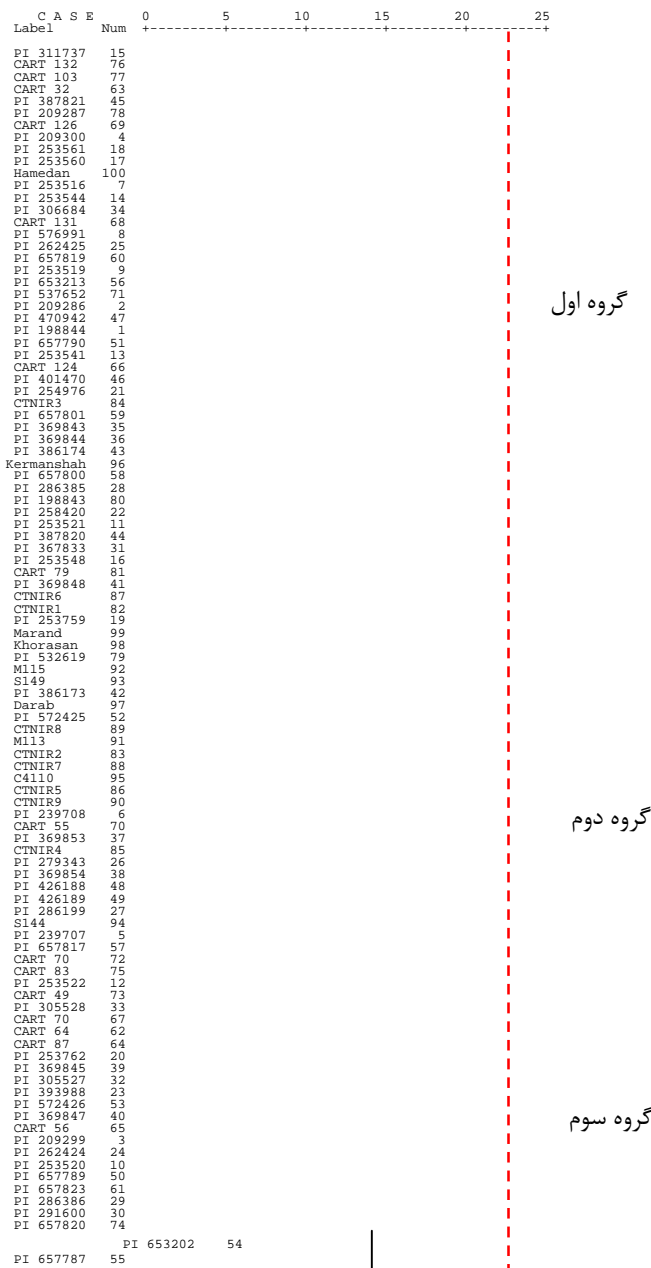 C A S E 0 5 10 15 20 25
Label Num +---------+---------+---------+---------+---------+
PI 311737 15
CART 132 76
CART 103 77
CART 32 63
PI 387821 45
PI 209287 78
CART 126 69
PI 209300 4
PI 253561 18
PI 253560 17
Hamedan 100
PI 253516 7
PI 253544 14
PI 306684 34
CART 131 68
PI 576991 8
PI 262425 25
PI 657819 60
PI 253519 9
PI 653213 56
PI 537652 71
PI 209286 2
گروه اول
PI 470942 47
PI 198844 1
PI 657790 51
PI 253541 13
CART 124 66
PI 401470 46
PI 254976 21
CTNIR3 84
PI 657801 59
PI 369843 35
PI 369844 36
PI 386174 43
Kermanshah 96
PI 657800 58
PI 286385 28
PI 198843 80
PI 258420 22
PI 253521 11
PI 387820 44
PI 367833 31
PI 253548 16
CART 79 81
PI 369848 41
CTNIR6 87
CTNIR1 82
PI 253759 19
Marand 99
Khorasan 98
PI 532619 79
M115 92
S149 93
PI 386173 42
Darab 97
PI 572425 52
CTNIR8 89
M113 91
CTNIR2 83
CTNIR7 88
C4110 95
CTNIR5 86
CTNIR9 90
PI 239708 6
گروه دوم
CART 55 70
PI 369853 37
CTNIR4 85
PI 279343 26
PI 369854 38
PI 426188 48
PI 426189 49
PI 286199 27
S144 94
PI 239707 5
PI 657817 57
CART 70 72
CART 83 75
PI 253522 12
CART 49 73
PI 305528 33
CART 70 67
CART 64 62
CART 87 64
PI 253762 20
PI 369845 39
PI 305527 32
PI 393988 23
PI 572426 53
PI 369847 40
گروه سوم
CART 56 65
PI 209299 3
PI 262424 24
PI 253520 10
PI 657789 50
PI 657823 61
PI 286386 29
PI 291600 30
PI 657820 74
PI 653202 54
PI 657787 55